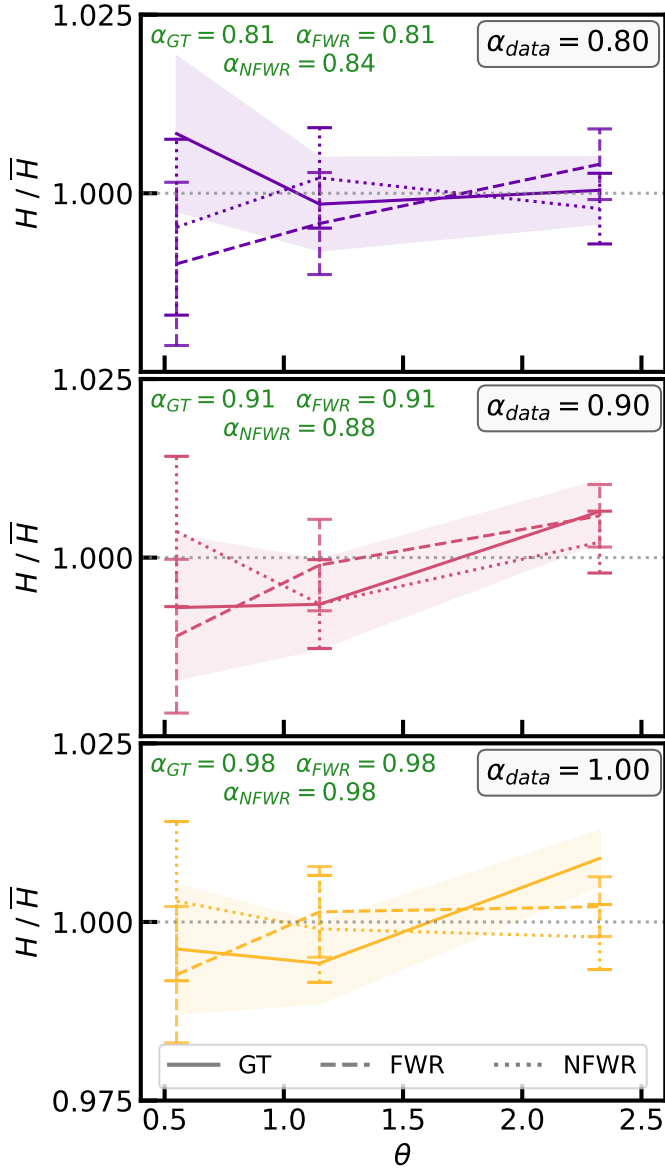 1.025
α_GT = 0.81 α_FWR = 0.81
α_NFWR = 0.84
α_data = 0.80
H / H̅
1.000
1.025
α_GT = 0.91 α_FWR = 0.91
α_NFWR = 0.88
α_data = 0.90
H / H̅
1.000
1.025
α_GT = 0.98 α_FWR = 0.98
α_NFWR = 0.98
α_data = 1.00
H / H̅
1.000
GT FWR NFWR
0.975
0.5 1.0 1.5 2.0 2.5
θ